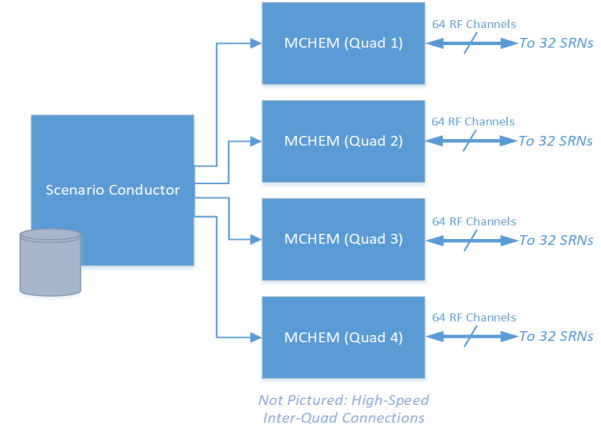 64 RF Channels
MCHEM (Quad 1)
To 32 SRNs
64 RF Channels
MCHEM (Quad 2)
To 32 SRNs
Scenario Conductor
64 RF Channels
MCHEM (Quad 3)
To 32 SRNs
64 RF Channels
MCHEM (Quad 4)
To 32 SRNs
Not Pictured: High-Speed
Inter-Quad Connections